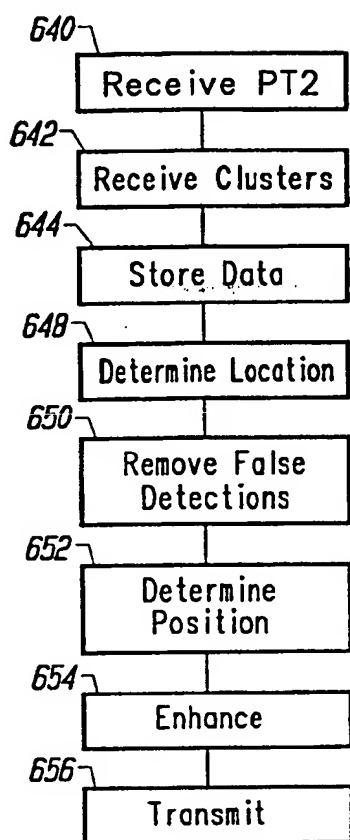 640
Receive PT2
642
Receive Clusters
644
Store Data
648
Determine Location
650
Remove False
Detections
652
Determine
Position
654
Enhance
656
Transmit